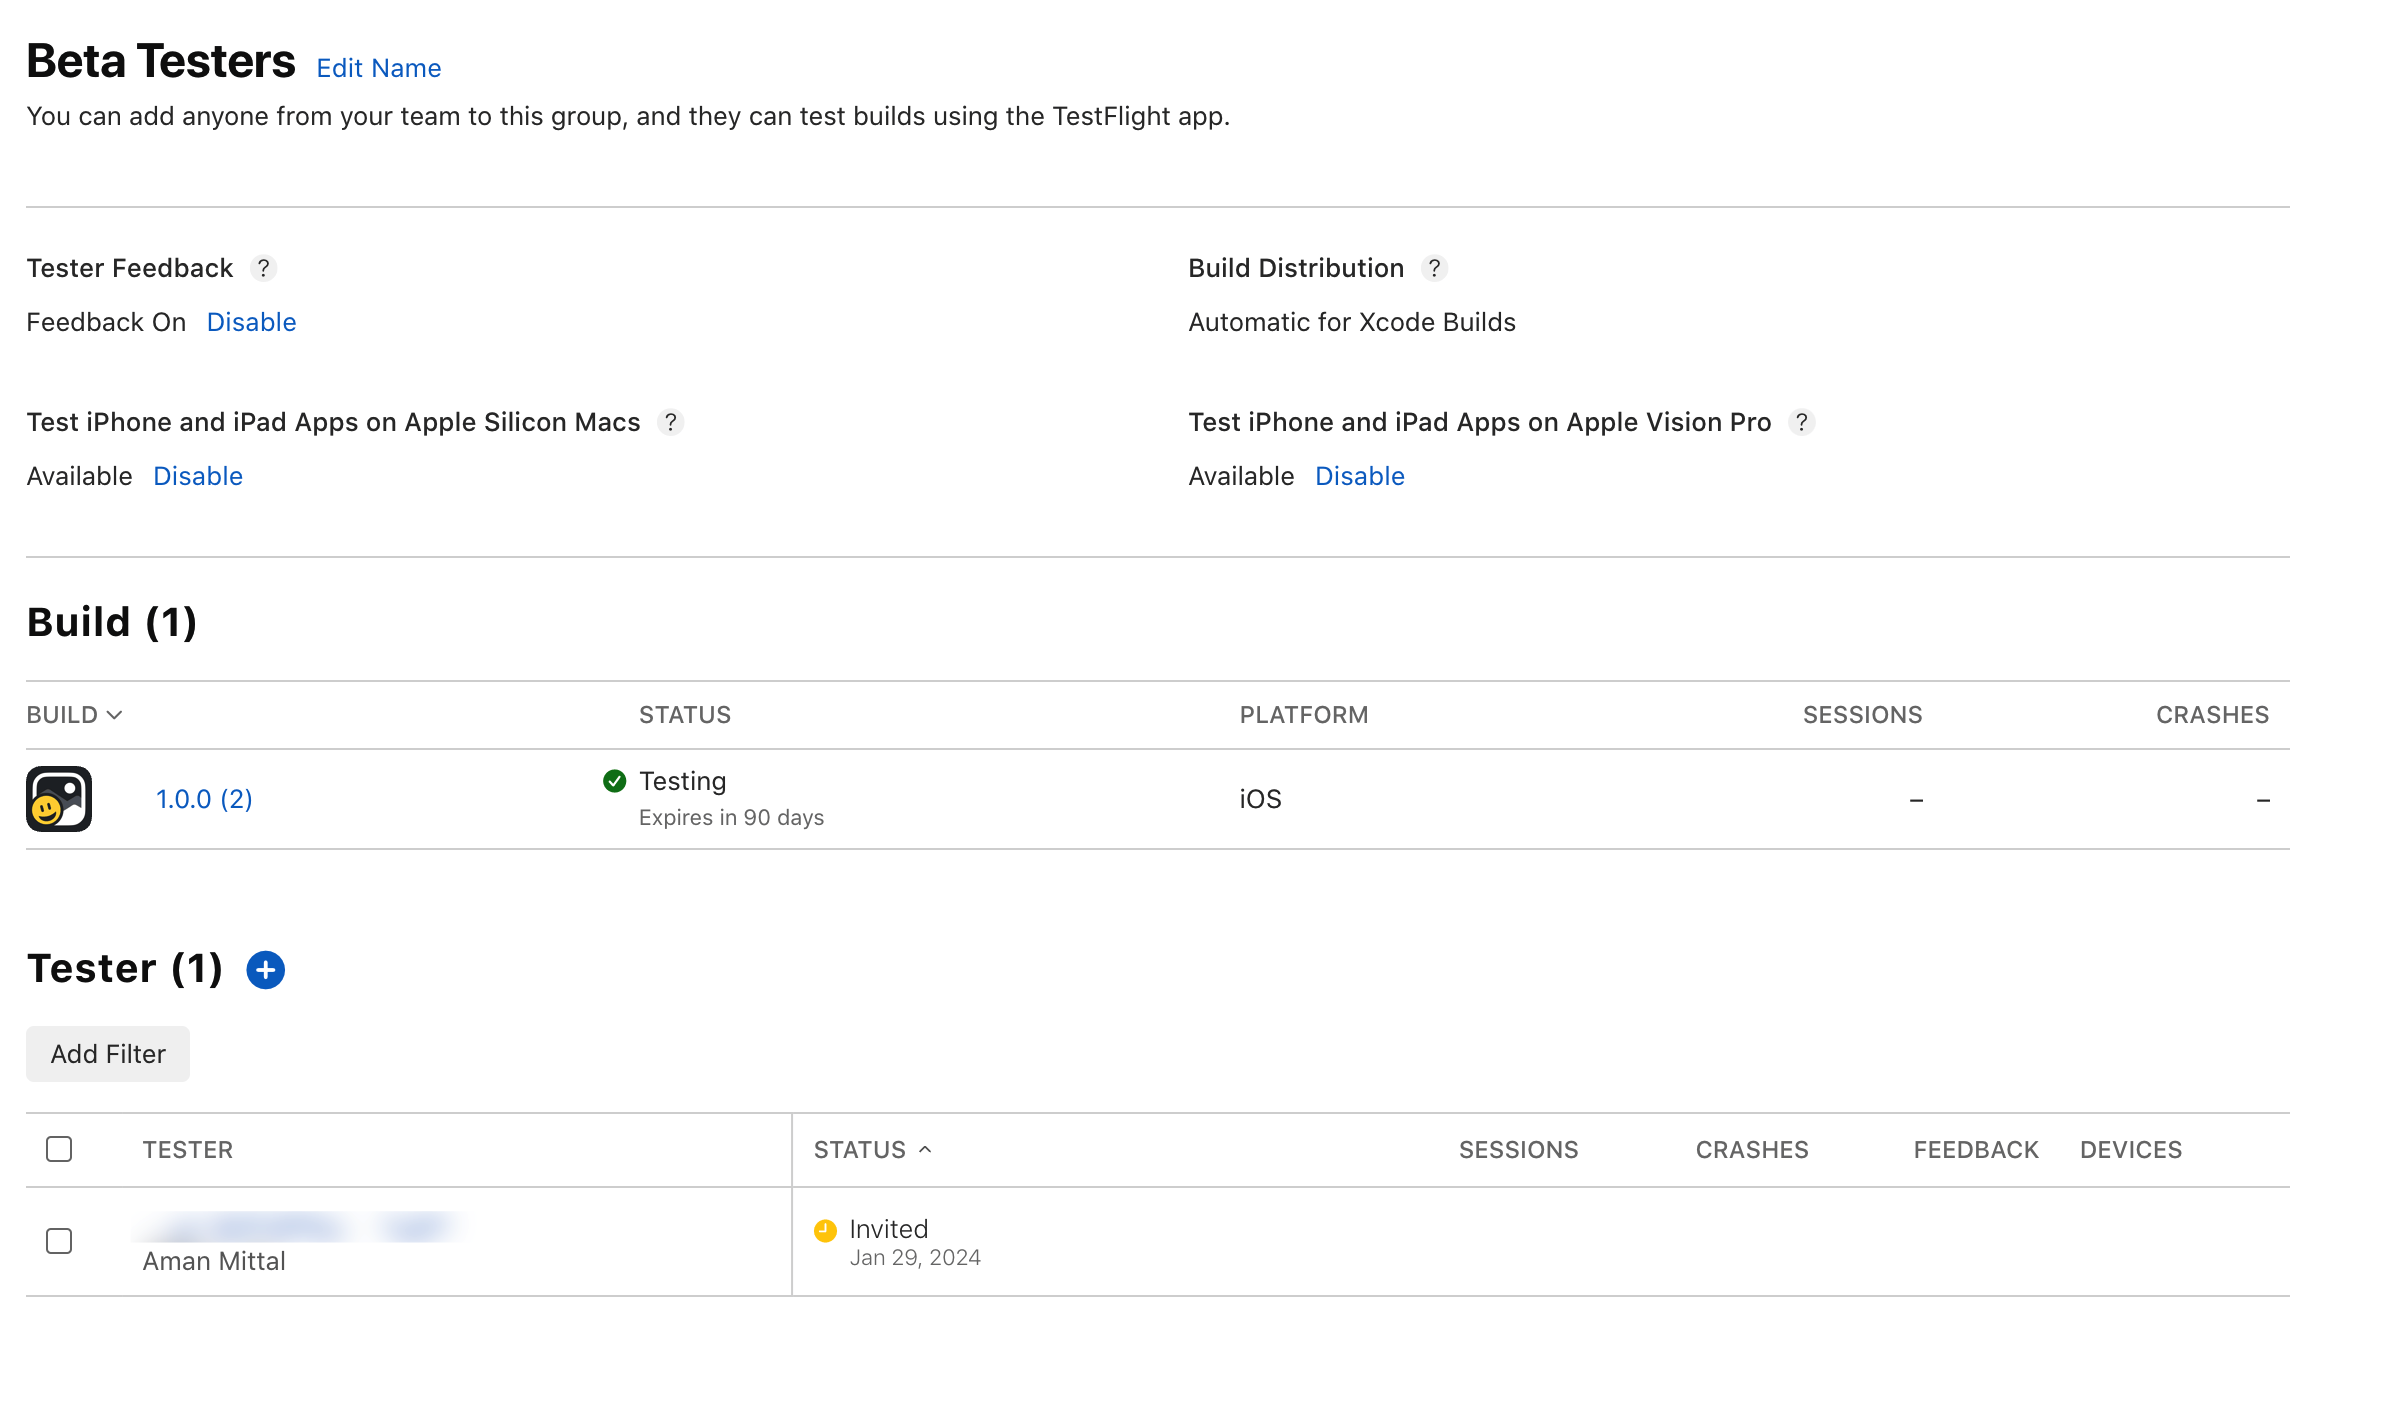 Beta Testers Edit Name
You can add anyone from your team to this group, and they can test builds using the TestFlight app.
Tester Feedback ? Build Distribution ?
Feedback On Disable Automatic for Xcode Builds
Test iPhone and iPad Apps on Apple Silicon Macs ? Test iPhone and iPad Apps on Apple Vision Pro ?
Available Disable Available Disable
Build (1)
BUILD STATUS PLATFORM SESSIONS CRASHES
1.0.0 (2) Testing iOS – –
Expires in 90 days
Tester (1) +
Add Filter
TESTER STATUS SESSIONS CRASHES FEEDBACK DEVICES
Invited
Aman Mittal Jan 29, 2024